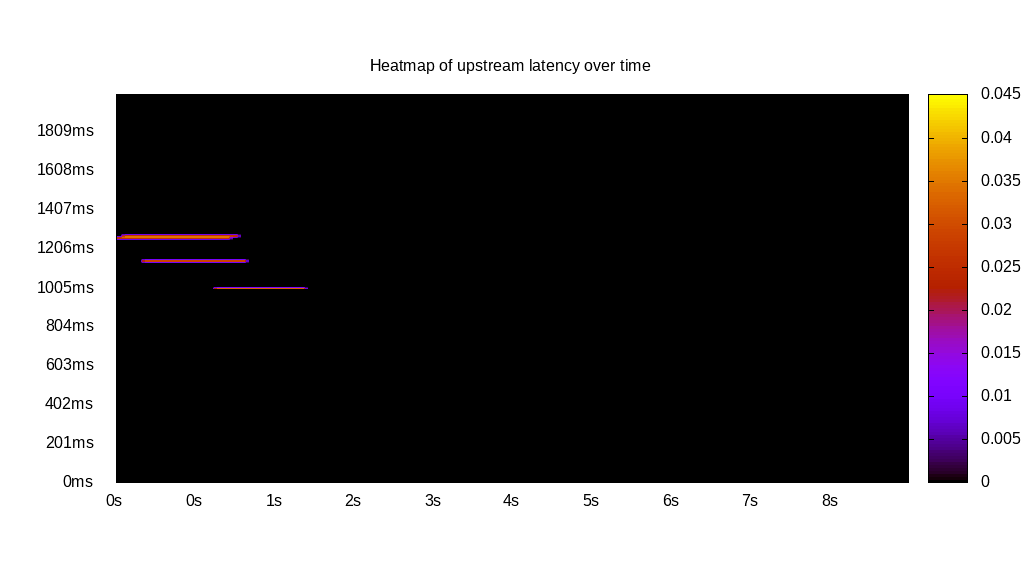 Heatmap of upstream latency over time
1809ms
1608ms
1407ms
1206ms
1005ms
804ms
603ms
402ms
201ms
0ms
0s 0s 1s 2s 3s 4s 5s 6s 7s 8s
0.045
0.04
0.035
0.03
0.025
0.02
0.015
0.01
0.005
0